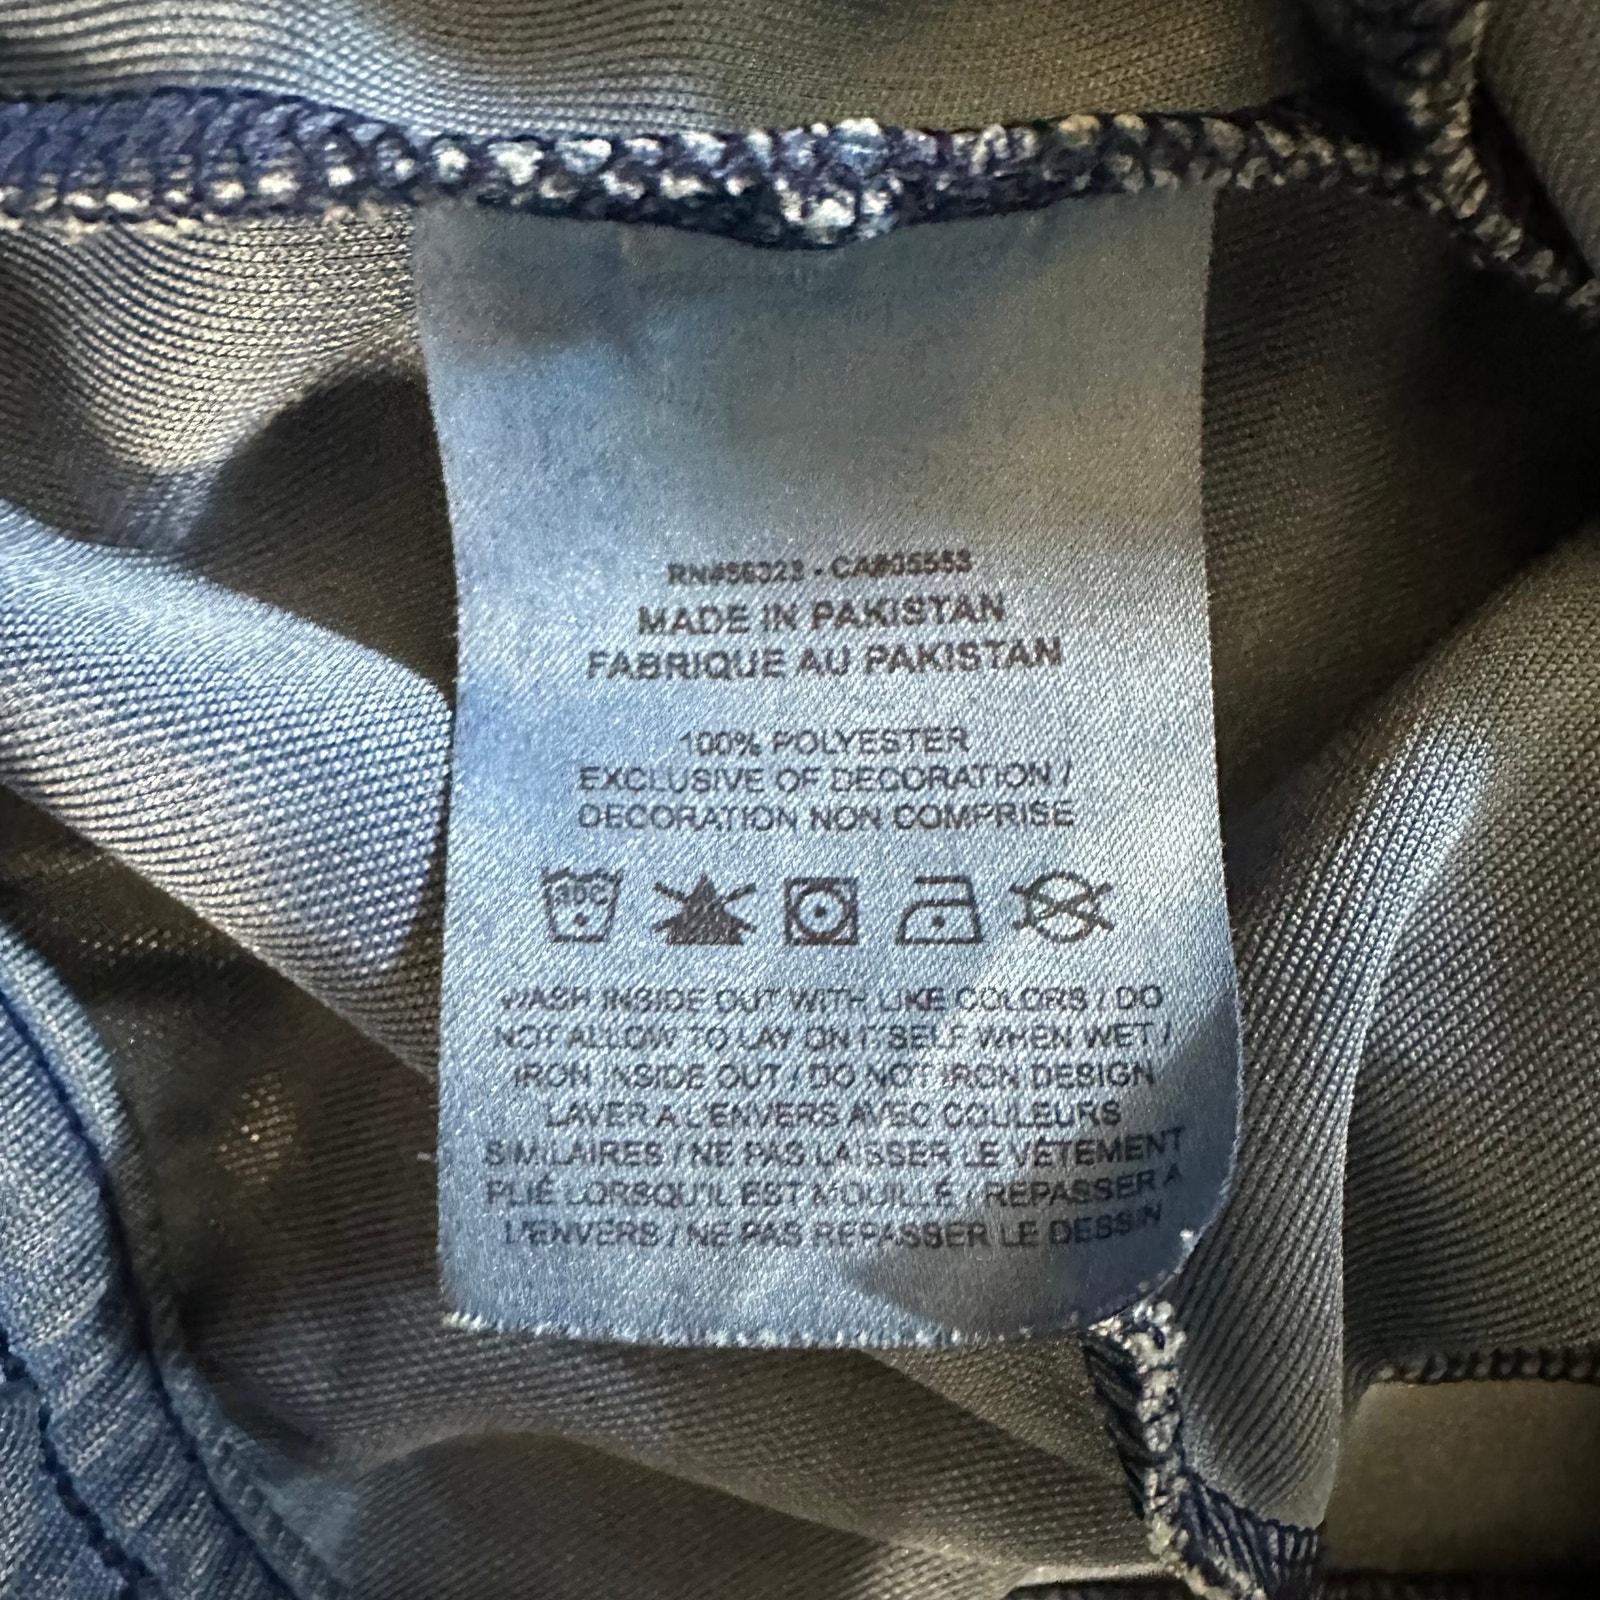 RN#56323 - CA#05553
MADE IN PAKISTAN
FABRIQUE AU PAKISTAN
100% POLYESTER
EXCLUSIVE OF DECORATION /
DECORATION NON COMPRISE
30C
WASH INSIDE OUT WITH LIKE COLORS / DO
NOT ALLOW TO LAY ON ITSELF WHEN WET /
IRON INSIDE OUT / DO NOT IRON DESIGN
LAVER A L'ENVERS AVEC COULEURS
SIMILAIRES / NE PAS LAISSER LE VÊTEMENT
PLIÉ LORSQU'IL EST MOUILLÉ / REPASSER A
L'ENVERS / NE PAS REPASSER LE DESSIN